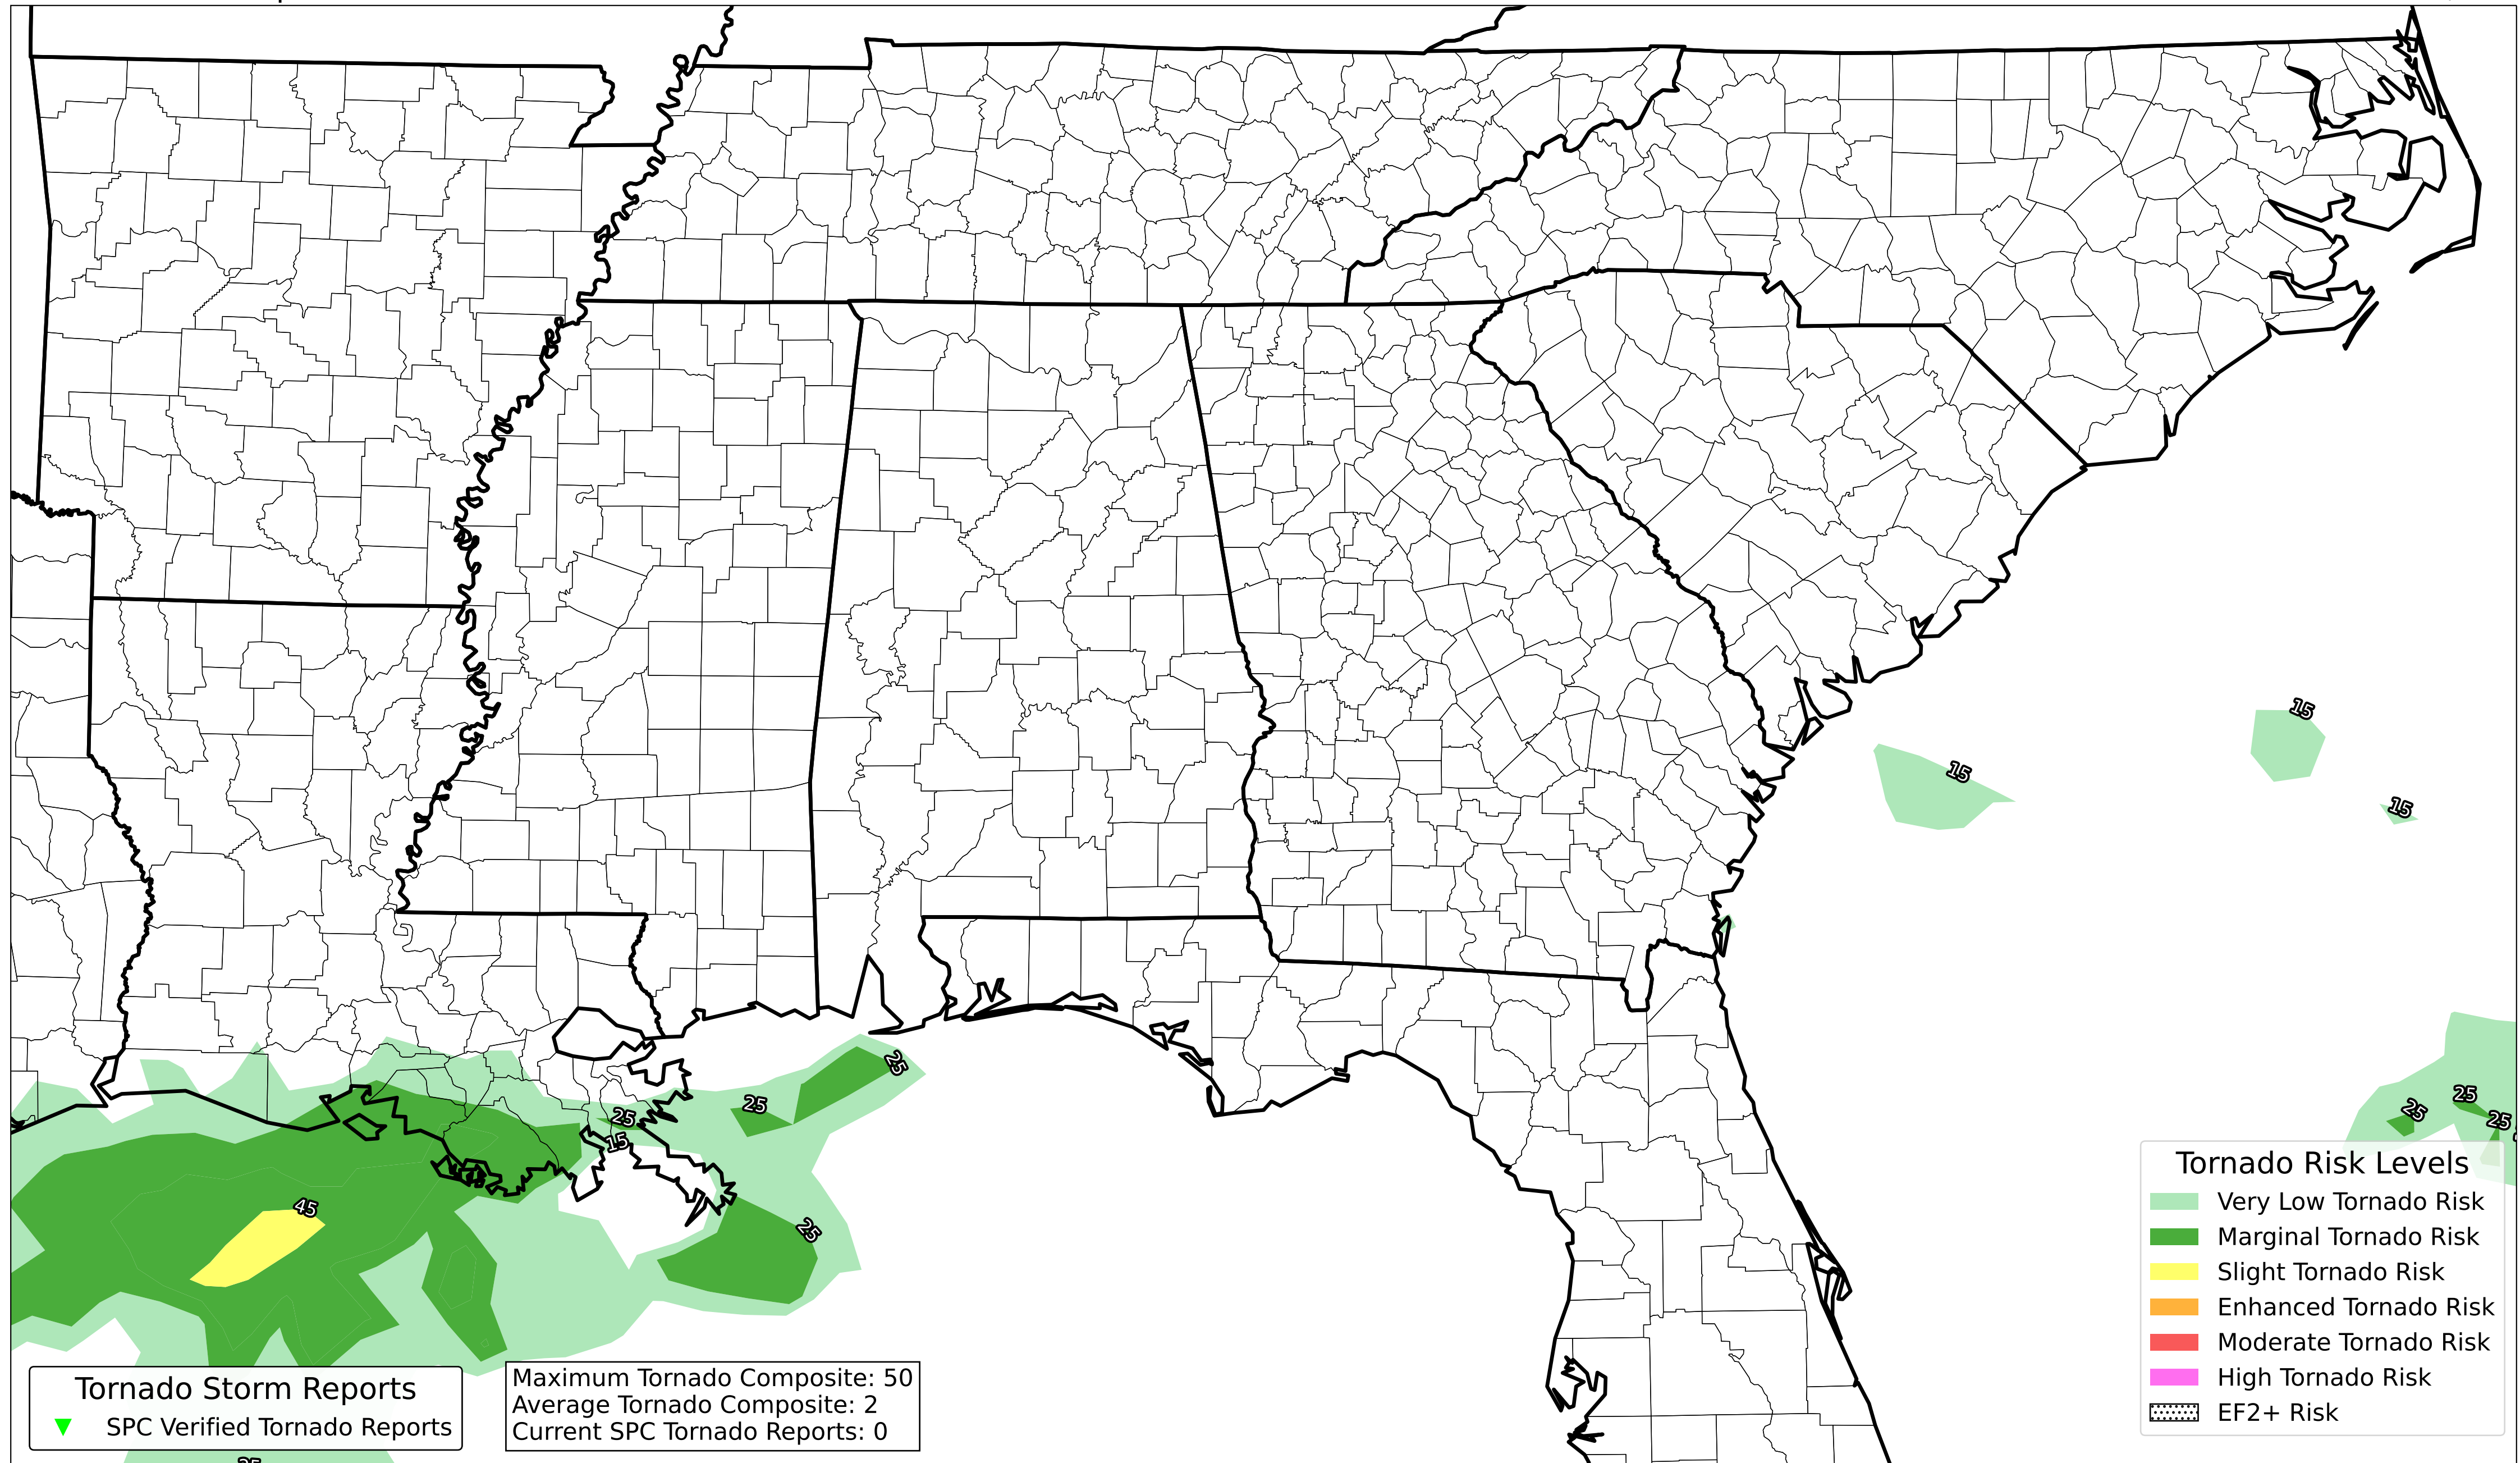 15
15
15
25
25
25
25
25
25
15
45
25
Tornado Risk Levels
Very Low Tornado Risk
Marginal Tornado Risk
Slight Tornado Risk
Enhanced Tornado Risk
Moderate Tornado Risk
High Tornado Risk
EF2+ Risk
Tornado Storm Reports
SPC Verified Tornado Reports
Maximum Tornado Composite: 50
Average Tornado Composite: 2
Current SPC Tornado Reports: 0